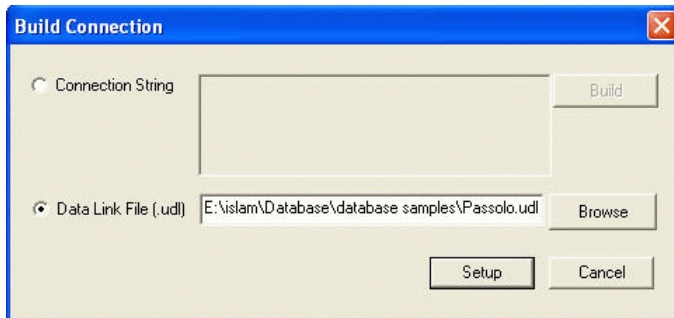 Build Connection
Connection String
Build
Data Link File (.udl)
E:\islam\Database\database samples\Passolo.udl
Browse
Setup
Cancel